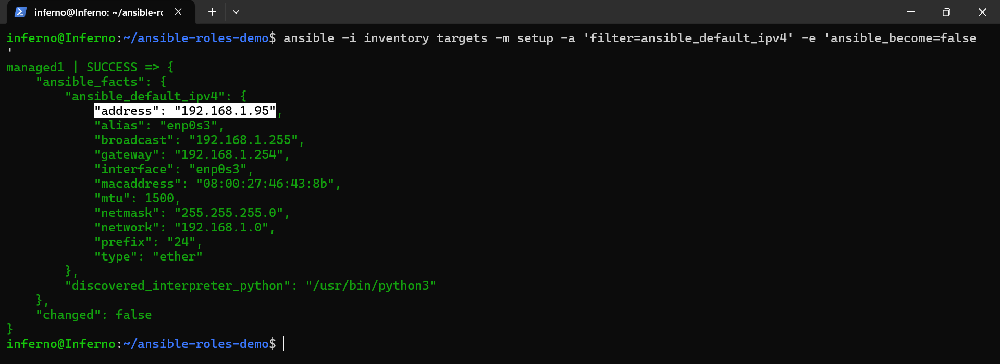 inferno@Inferno: ~/ansible-ro
inferno@Inferno:~/ansible-roles-demo$ ansible -i inventory targets -m setup -a 'filter=ansible_default_ipv4' -e 'ansible_become=false
'
managed1 | SUCCESS => {
    "ansible_facts": {
        "ansible_default_ipv4": {
            "address": "192.168.1.95",
            "alias": "enp0s3",
            "broadcast": "192.168.1.255",
            "gateway": "192.168.1.254",
            "interface": "enp0s3",
            "macaddress": "08:00:27:46:43:8b",
            "mtu": 1500,
            "netmask": "255.255.255.0",
            "network": "192.168.1.0",
            "prefix": "24",
            "type": "ether"
        },
        "discovered_interpreter_python": "/usr/bin/python3"
    },
    "changed": false
}
inferno@Inferno:~/ansible-roles-demo$